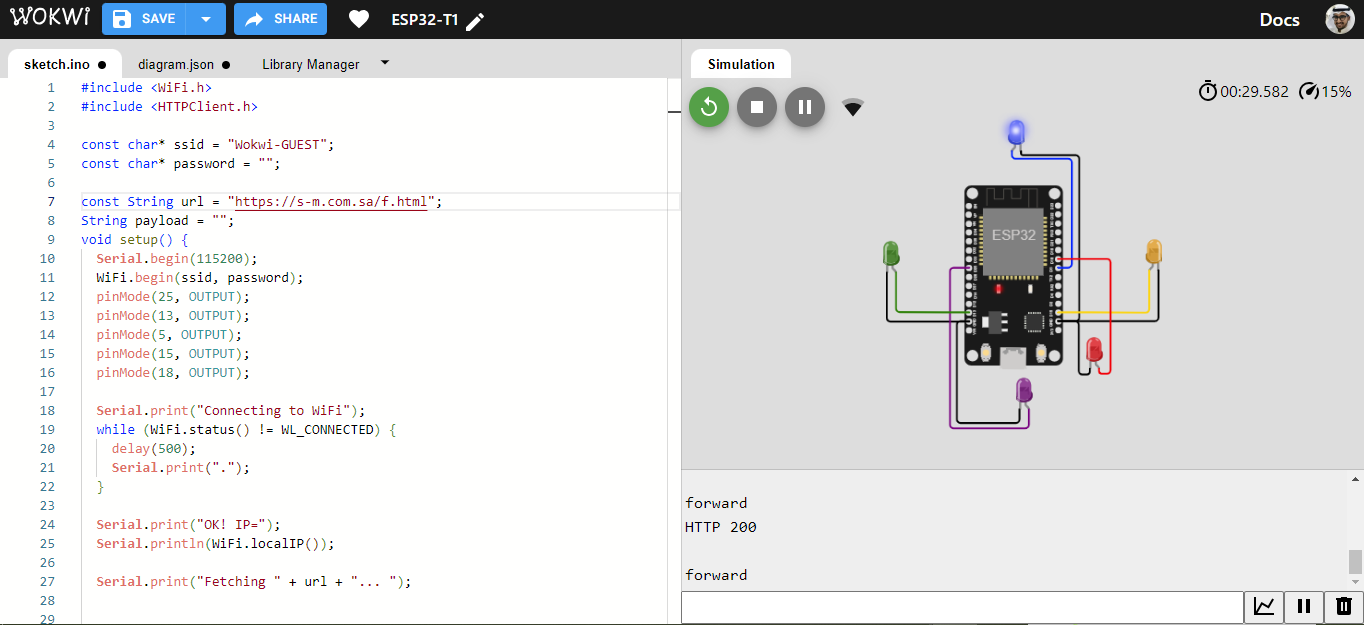 WOKWI SAVE SHARE ESP32-T1 Docs
sketch.ino ● diagram.json ● Library Manager
Simulation
00:29.582 15%
1 #include <WiFi.h>
2 #include <HTTPClient.h>
3
4 const char* ssid = "Wokwi-GUEST";
5 const char* password = "";
6
7 const String url = "https://s-m.com.sa/f.html";
8 String payload = "";
9 void setup() {
10 Serial.begin(115200);
11 WiFi.begin(ssid, password);
12 pinMode(25, OUTPUT);
13 pinMode(13, OUTPUT);
14 pinMode(5, OUTPUT);
15 pinMode(15, OUTPUT);
16 pinMode(18, OUTPUT);
17
18 Serial.print("Connecting to WiFi");
19 while (WiFi.status() != WL_CONNECTED) {
20 delay(500);
21 Serial.print(".");
22 }
23
24 Serial.print("OK! IP=");
25 Serial.println(WiFi.localIP());
26
27 Serial.print("Fetching " + url + "... ");
28
29
ESP32
forward
HTTP 200
forward